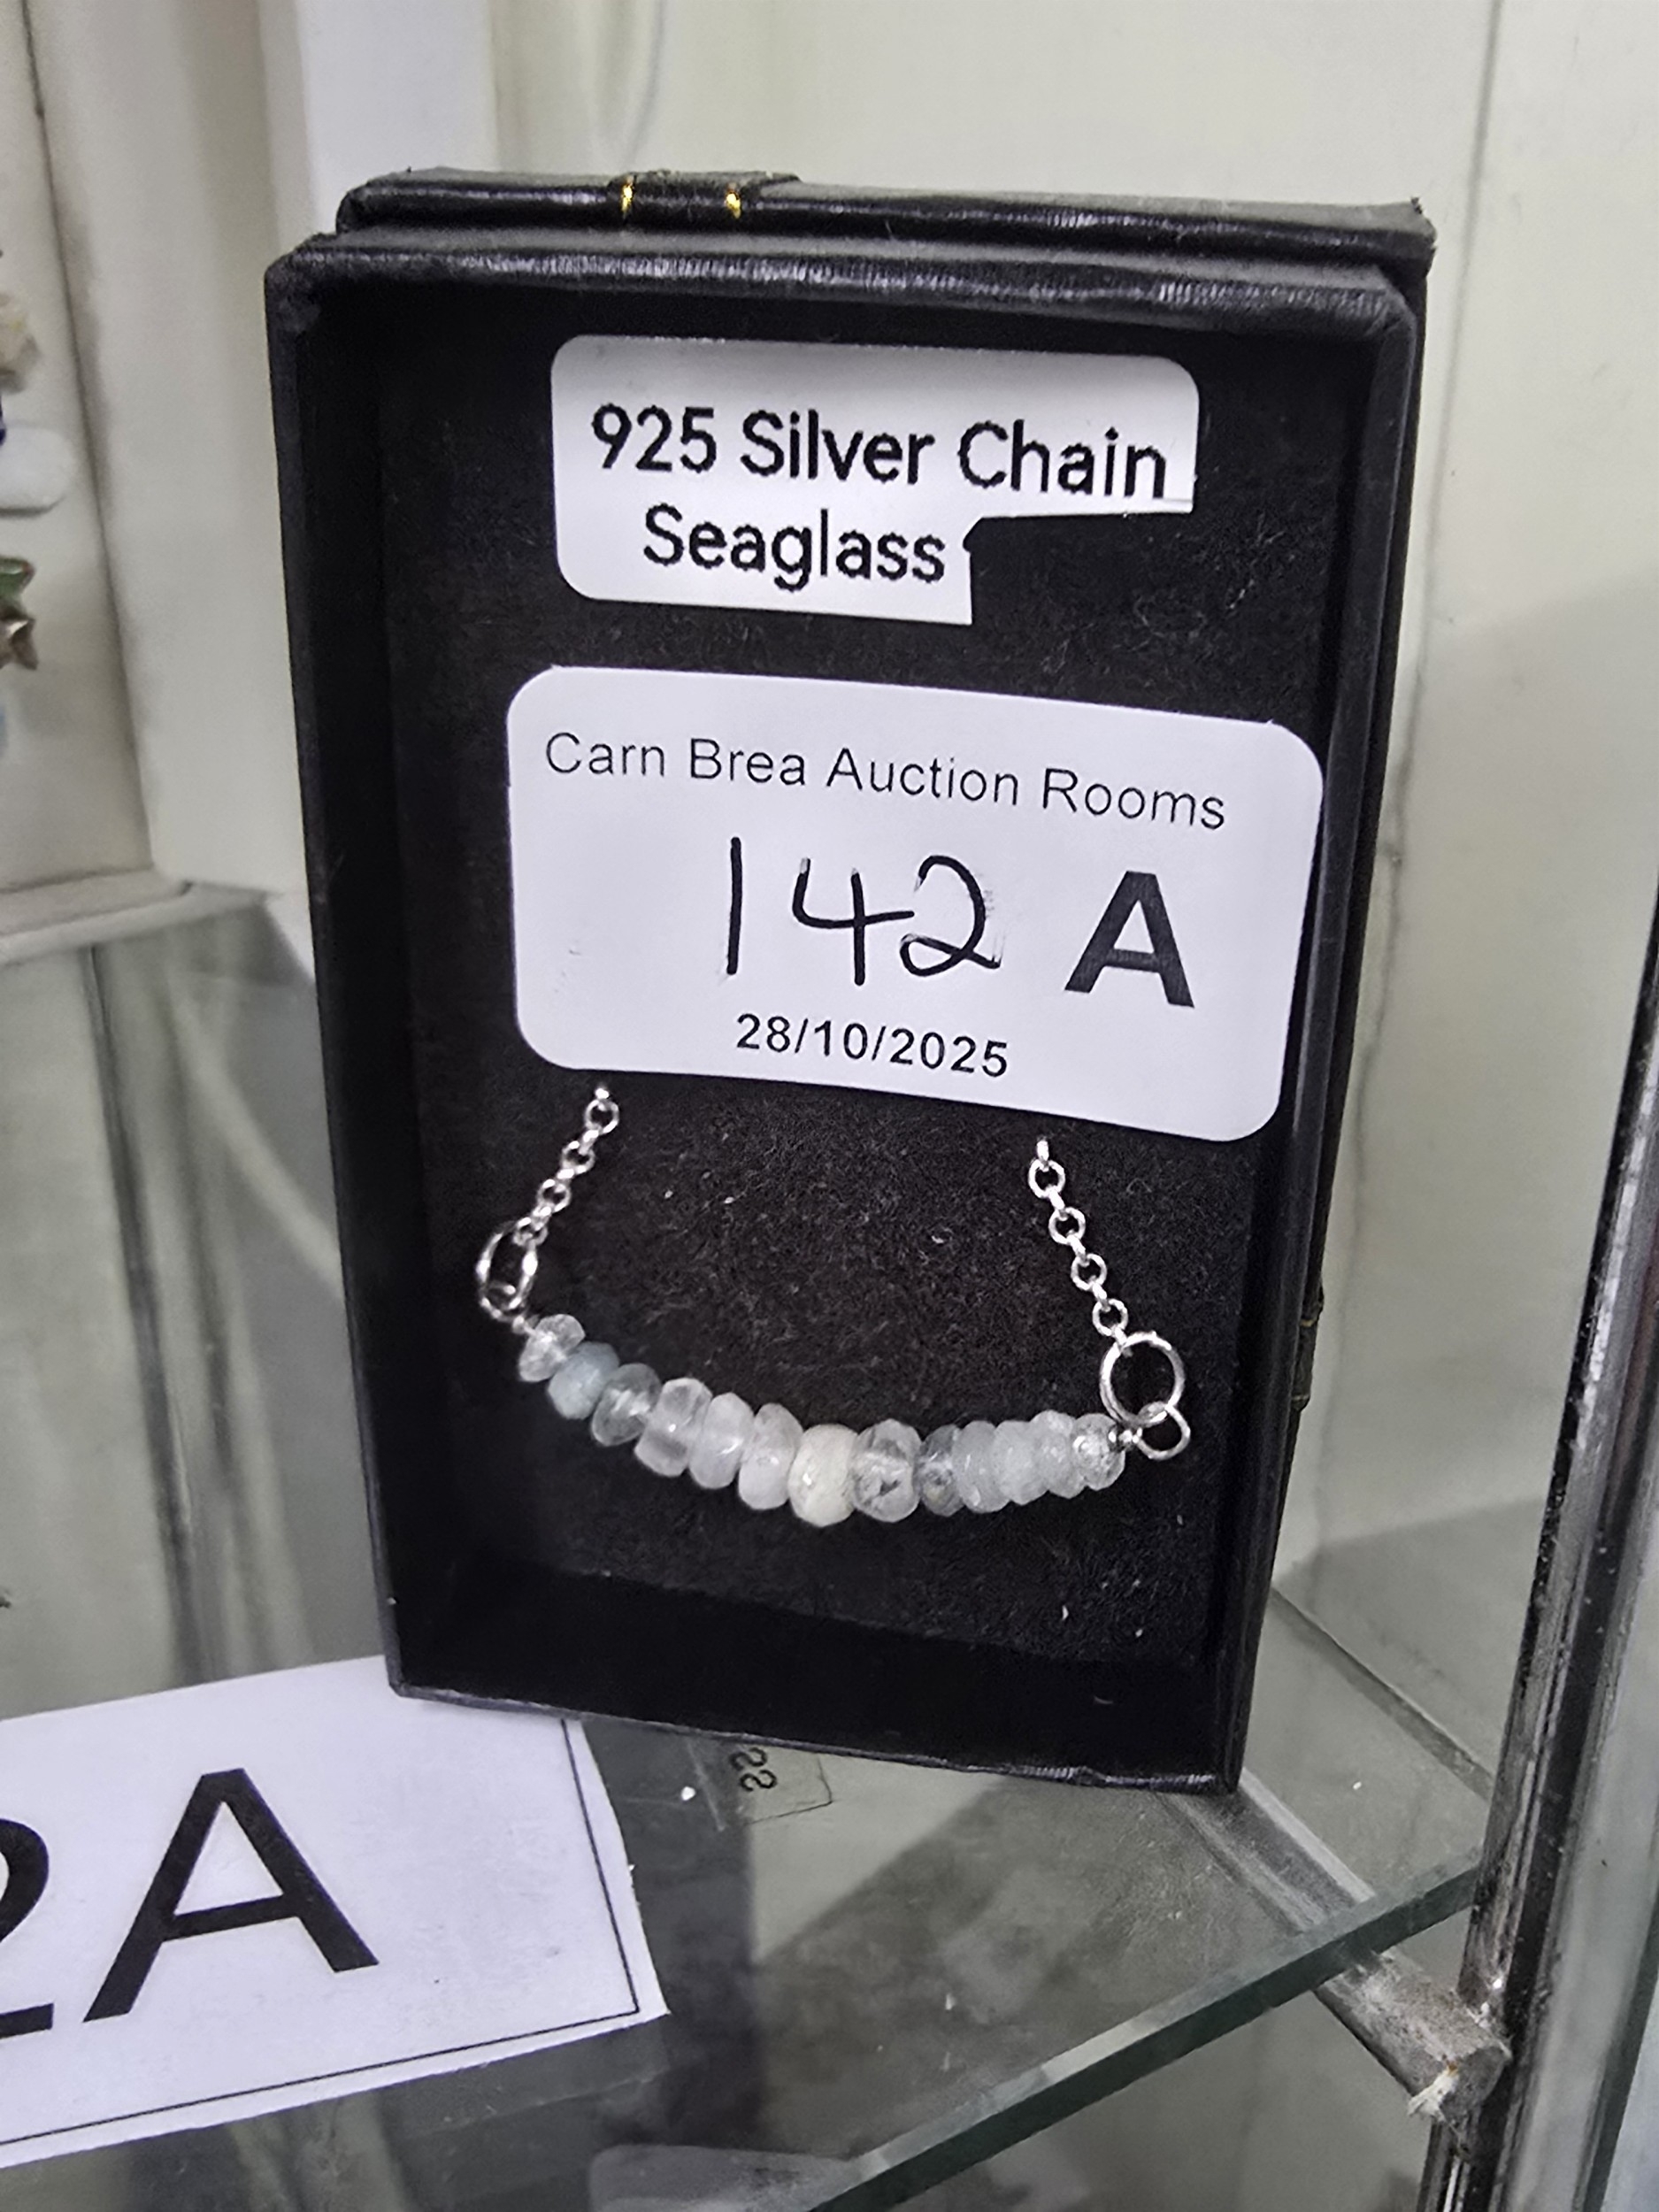 925 Silver Chain
Seaglass
Carn Brea Auction Rooms
142 A
28/10/2025
2A